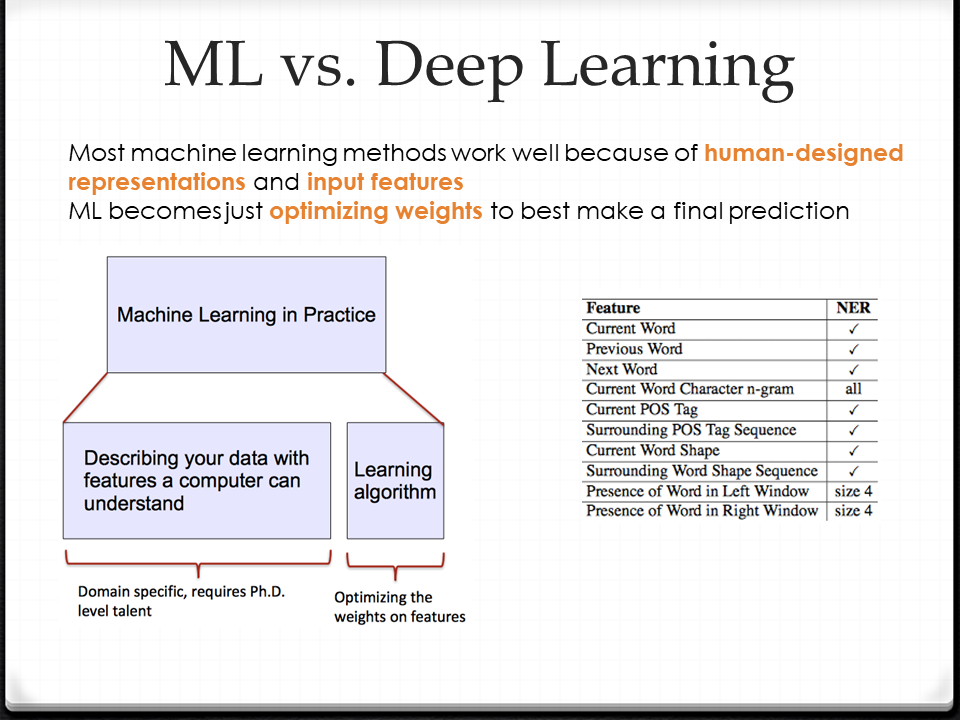 ML vs. Deep Learning
Most machine learning methods work well because of human-designed
representations and input features
ML becomes just optimizing weights to best make a final prediction
Machine Learning in Practice
Describing your data with
features a computer can
understand
Learning
algorithm
Domain specific, requires Ph.D.
level talent
Optimizing the
weights on features
Feature NER
Current Word ✓
Previous Word ✓
Next Word ✓
Current Word Character n-gram all
Current POS Tag ✓
Surrounding POS Tag Sequence ✓
Current Word Shape ✓
Surrounding Word Shape Sequence ✓
Presence of Word in Left Window size 4
Presence of Word in Right Window size 4